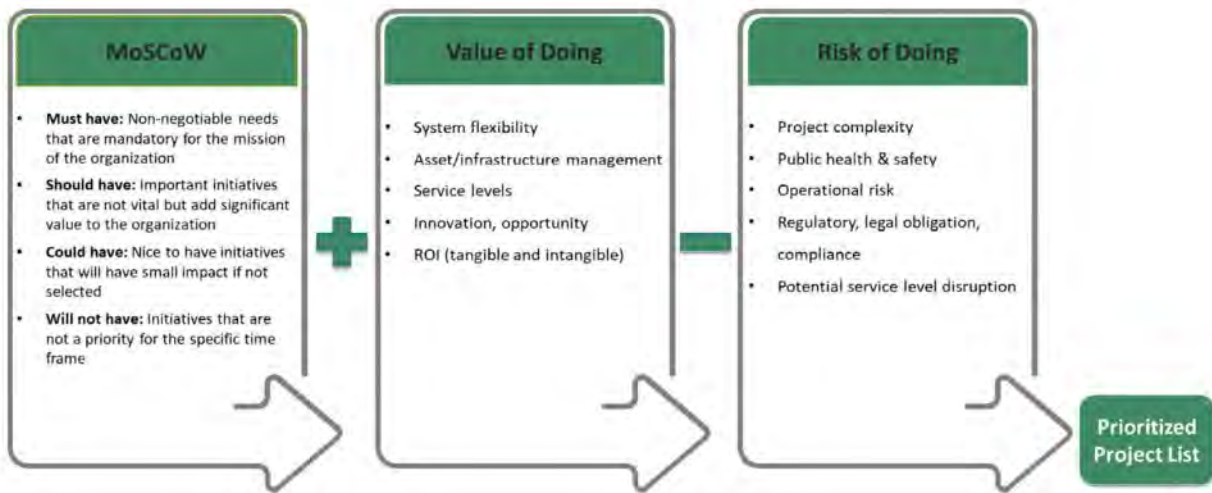 MoSCoW
• Must have: Non-negotiable needs
that are mandatory for the mission
of the organization
• Should have: Important initiatives
that are not vital but add significant
value to the organization
• Could have: Nice to have initiatives
that will have small impact if not
selected
• Will not have: Initiatives that are
not a priority for the specific time
frame
Value of Doing
• System flexibility
• Asset/infrastructure management
• Service levels
• Innovation, opportunity
• ROI (tangible and intangible)
Risk of Doing
• Project complexity
• Public health & safety
• Operational risk
• Regulatory, legal obligation,
compliance
• Potential service level disruption
Prioritized
Project List